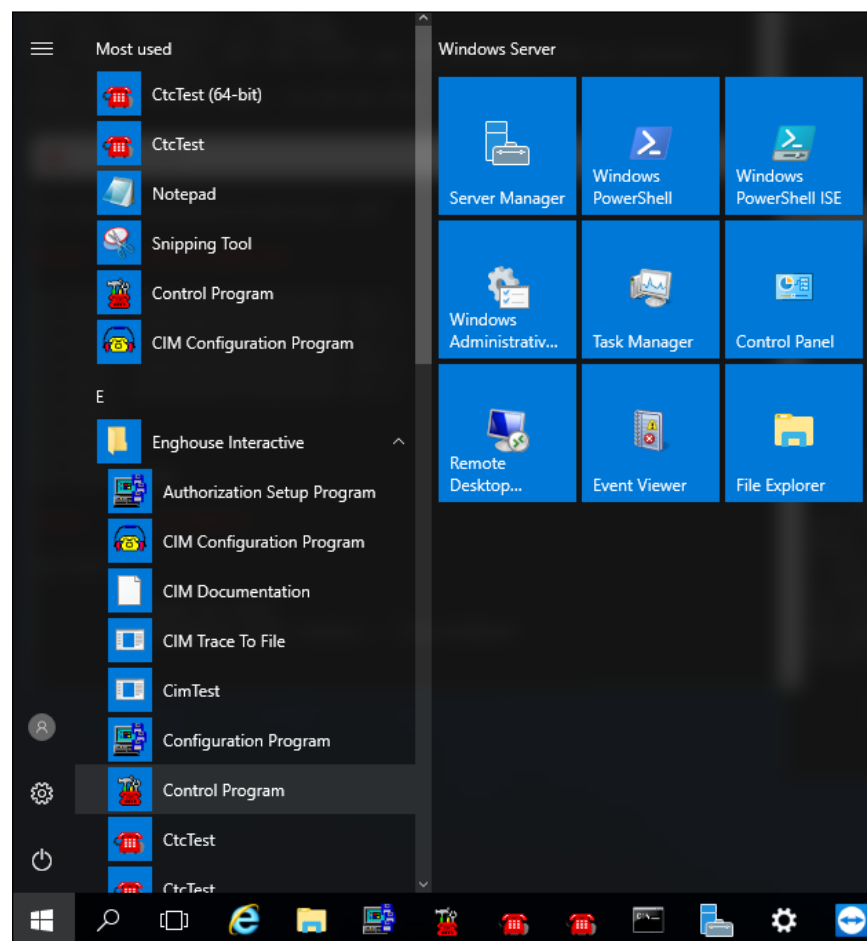 Most used
CtcTest (64-bit)
CtcTest
Notepad
Snipping Tool
Control Program
CIM Configuration Program
E
Enghouse Interactive
Authorization Setup Program
CIM Configuration Program
CIM Documentation
CIM Trace To File
CimTest
Configuration Program
Control Program
CtcTest
CtcTest
Windows Server
Server Manager
Windows
PowerShell
Windows
PowerShell ISE
Windows
Administrativ...
Task Manager
Control Panel
Remote
Desktop...
Event Viewer
File Explorer